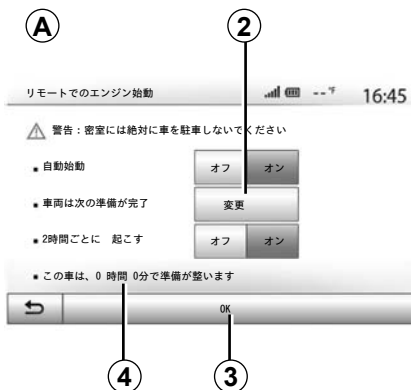 A
2
リモートでのエンジン始動 --°F 16:45
警告：密室には絶対に車を駐車しないでください
▪ 自動始動 オフ オン
▪ 車両は次の準備が完了 変更
▪ 2時間ごとに 起こす オフ オン
▪ この車は、0 時間 0分で準備が整います
OK
4 3